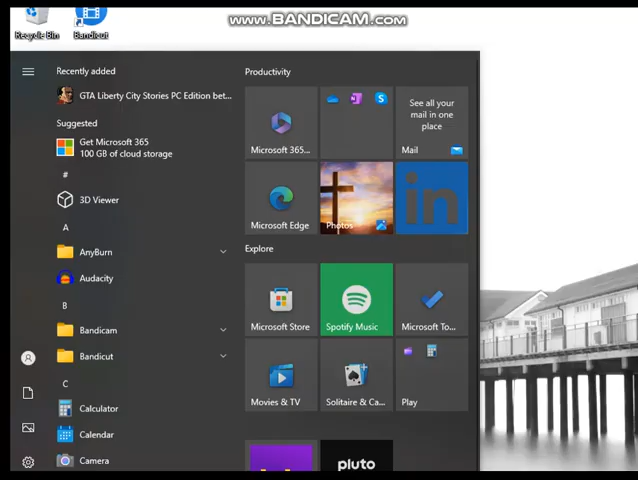 www.BANDICAM.com
Recycle Bin
Bandicut
Recently added
GTA Liberty City Stories PC Edition bet...
Suggested
Get Microsoft 365
100 GB of cloud storage
#
3D Viewer
A
AnyBurn
Audacity
B
Bandicam
Bandicut
C
Calculator
Calendar
Camera
Productivity
Microsoft 365...
See all your
mail in one
place
Mail
Microsoft Edge
Photos
in
Explore
Microsoft Store
Spotify Music
Microsoft To...
Movies & TV
Solitaire & Ca...
Play
pluto